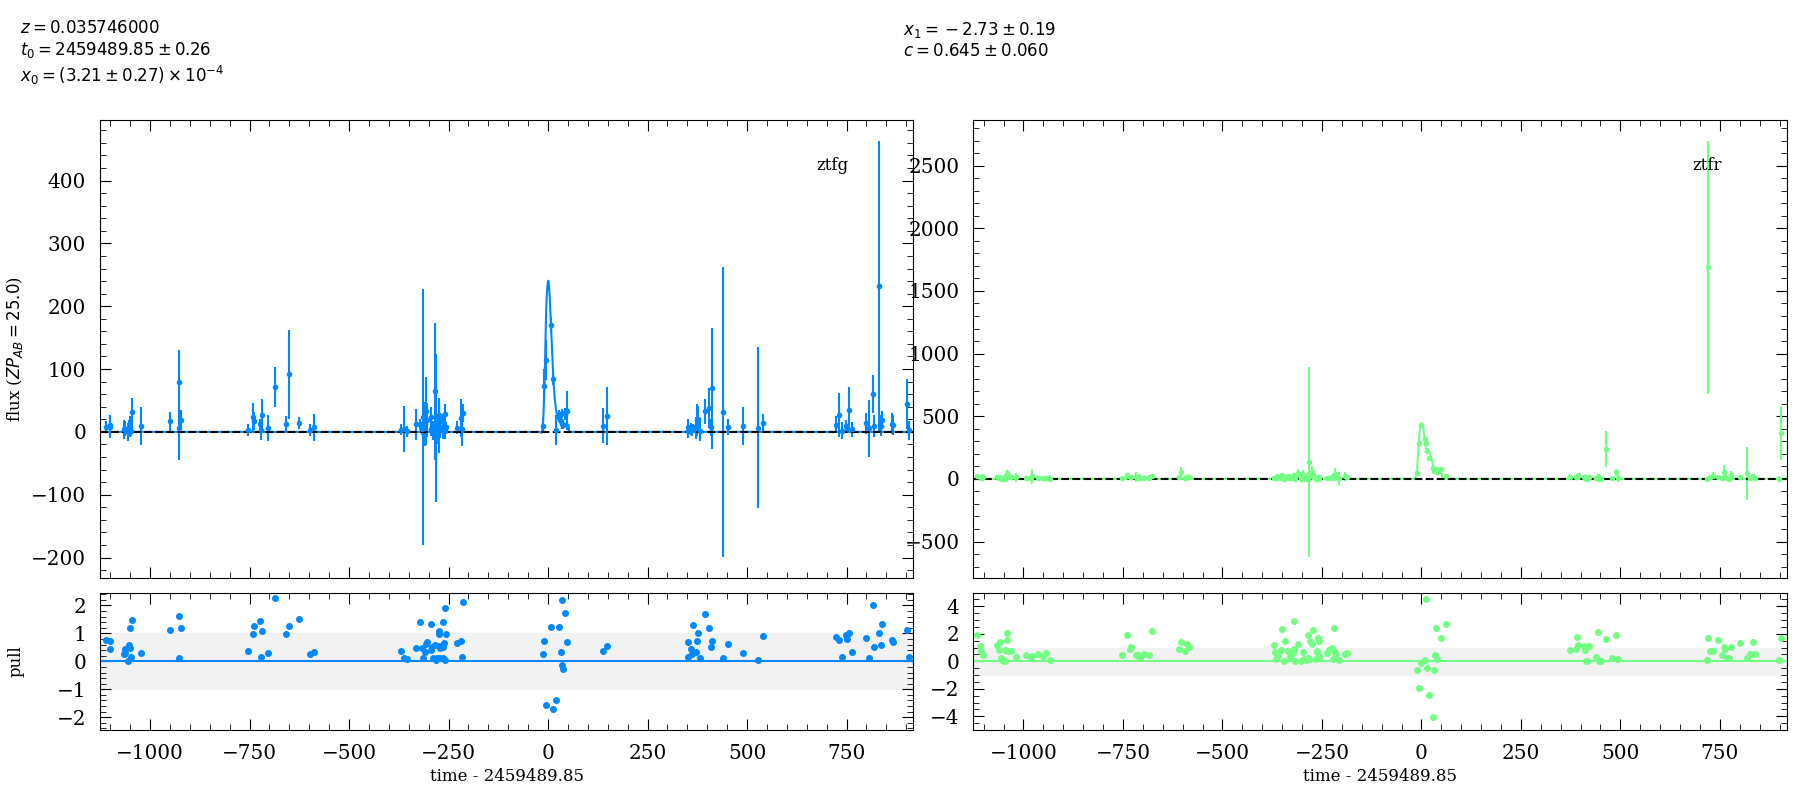 z = 0.035746000
t₀ = 2459489.85 ± 0.26
x₀ = (3.21 ± 0.27) × 10⁻⁴
x₁ = −2.73 ± 0.19
c = 0.645 ± 0.060
ztfg
400
300
200
100
0
−100
−200
flux (ZP_AB = 25.0)
ztfr
2500
2000
1500
1000
500
0
−500
2
1
0
−1
−2
pull
−1000 −750 −500 −250 0 250 500 750
time - 2459489.85
4
2
0
−2
−4
−1000 −750 −500 −250 0 250 500 750
time - 2459489.85